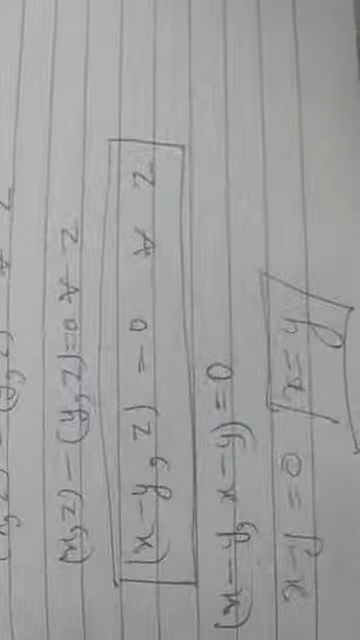 (x,z) - (y,z) = 0 ∀ z
(x-y, z) = 0 ∀ z
(x-y, x-y) = 0
x-y = 0 x=y